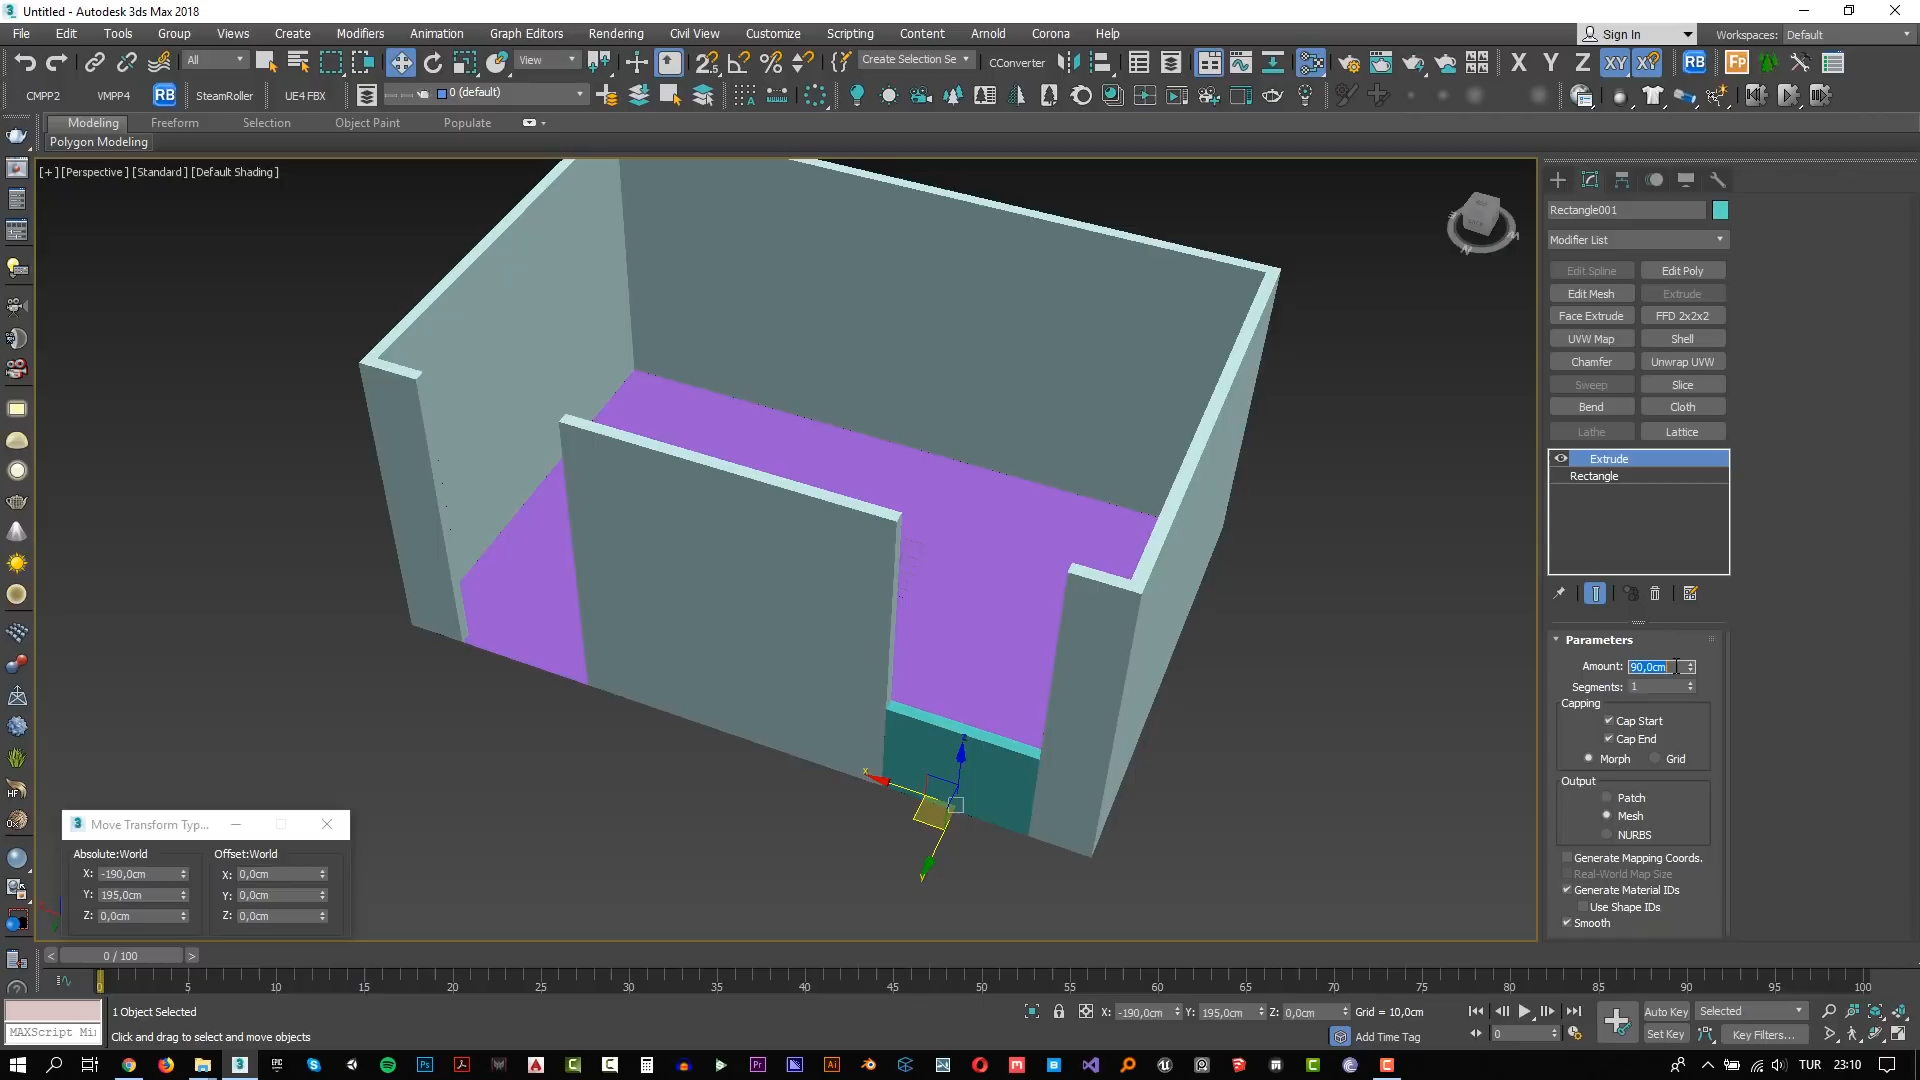 Untitled - Autodesk 3ds Max 2018
File Edit Tools Group Views Create Modifiers Animation Graph Editors Rendering Civil View Customize Scripting Content Arnold Corona Help
Sign In
Workspaces: Default
All
View
Create Selection Se
CConverter
X Y Z XY
RB
Fp
CMPP2 VMPP4 RB SteamRoller UE4 FBX
0 (default)
Modeling Freeform Selection Object Paint Populate
Polygon Modeling
[+] [Perspective ] [Standard ] [Default Shading ]
Rectangle001
Modifier List
Edit Spline Edit Poly
Edit Mesh Extrude
Face Extrude FFD 2x2x2
UVW Map Shell
Chamfer Unwrap UVW
Sweep Slice
Bend Cloth
Lathe Lattice
Extrude
Rectangle
Parameters
Amount: 90,0cm
Segments: 1
Capping
Cap Start
Cap End
Morph Grid
Output
Patch
Mesh
NURBS
Generate Mapping Coords.
Real-World Map Size
Generate Material IDs
Use Shape IDs
Smooth
x
y
Move Transform Typ...
Absolute:World Offset:World
X: -190,0cm X: 0,0cm
Y: 195,0cm Y: 0,0cm
Z: 0,0cm Z: 0,0cm
HF
< 0 / 100 >
0 5 10 15 20 25 30 35 40 45 50 55 60 65 70 75 80 85 90 95 100
1 Object Selected
X: -190,0cm Y: 195,0cm Z: 0,0cm Grid = 10,0cm
Auto Key Selected
MAXScript Mi
Click and drag to select and move objects
Add Time Tag
0
Set Key Key Filters...
TUR 23:10